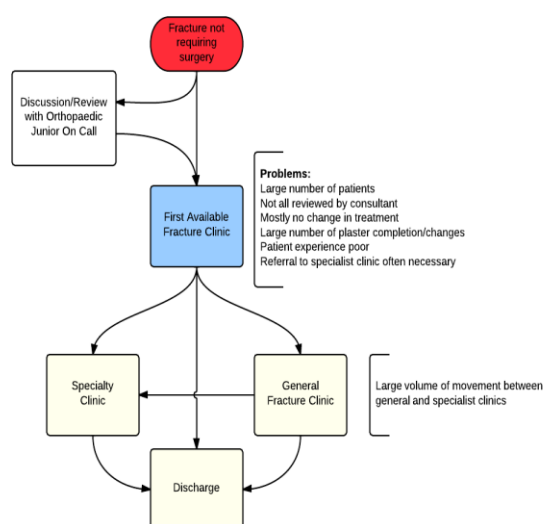 Fracture not
requiring
surgery
Discussion/Review
with Orthopaedic
Junior On Call
First Available
Fracture Clinic
Problems:
Large number of patients
Not all reviewed by consultant
Mostly no change in treatment
Large number of plaster completion/changes
Patient experience poor
Referral to specialist clinic often necessary
Specialty
Clinic
General
Fracture Clinic
Large volume of movement between
general and specialist clinics
Discharge